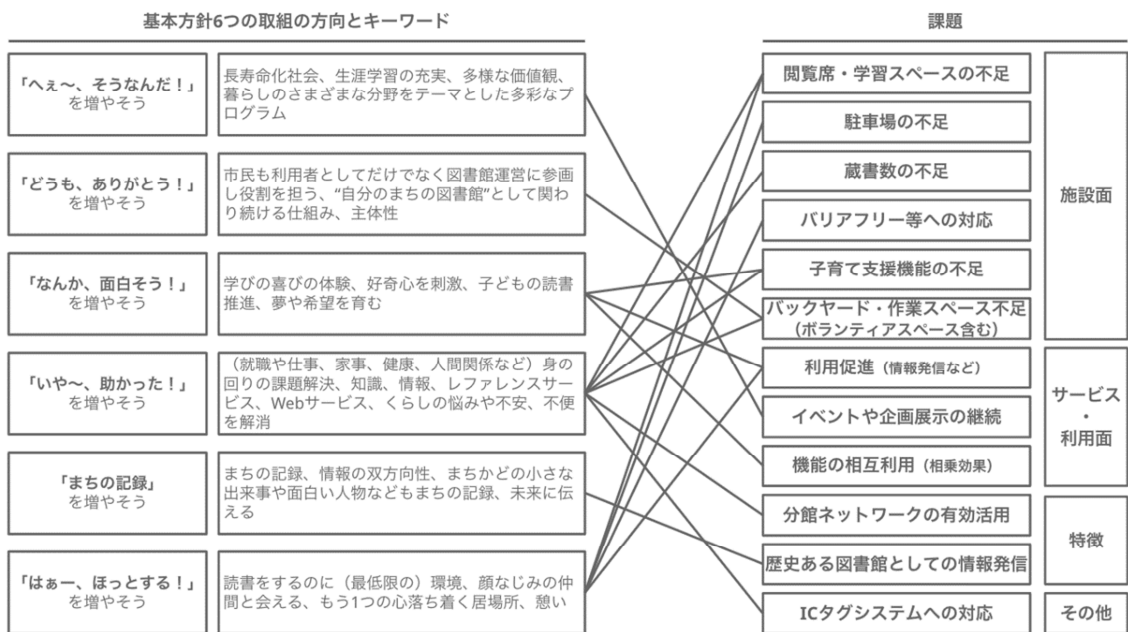 基本方針6つの取組の方向とキーワード
「へぇ～、そうなんだ！」
を増やそう
長寿命化社会、生涯学習の充実、多様な価値観、
暮らしのさまざまな分野をテーマとした多彩なプ
ログラム
「どうも、ありがとう！」
を増やそう
市民も利用者としてだけでなく図書館運営に参画
し役割を担う、“自分のまちの図書館”として関わ
り続ける仕組み、主体性
「なんか、面白そう！」
を増やそう
学びの喜びの体験、好奇心を刺激、子どもの読書
推進、夢や希望を育む
「いや～、助かった！」
を増やそう
（就職や仕事、家事、健康、人間関係など）身の
回りの課題解決、知識、情報、レファレンスサー
ビス、Webサービス、くらしの悩みや不安、不便
を解消
「まちの記録」
を増やそう
まちの記録、情報の双方向性、まちかどの小さな
出来事や面白い人物などもまちの記録、未来に伝
える
「はぁー、ほっとする！」
を増やそう
読書をするのに（最低限の）環境、顔なじみの仲
間と会える、もう1つの心落ち着く居場所、憩い
課題
閲覧席・学習スペースの不足
駐車場の不足
蔵書数の不足
バリアフリー等への対応
子育て支援機能の不足
バックヤード・作業スペース不足
（ボランティアスペース含む）
施設面
利用促進（情報発信など）
イベントや企画展示の継続
機能の相互利用（相乗効果）
サービス
・
利用面
分館ネットワークの有効活用
歴史ある図書館としての情報発信
特徴
ICタグシステムへの対応
その他